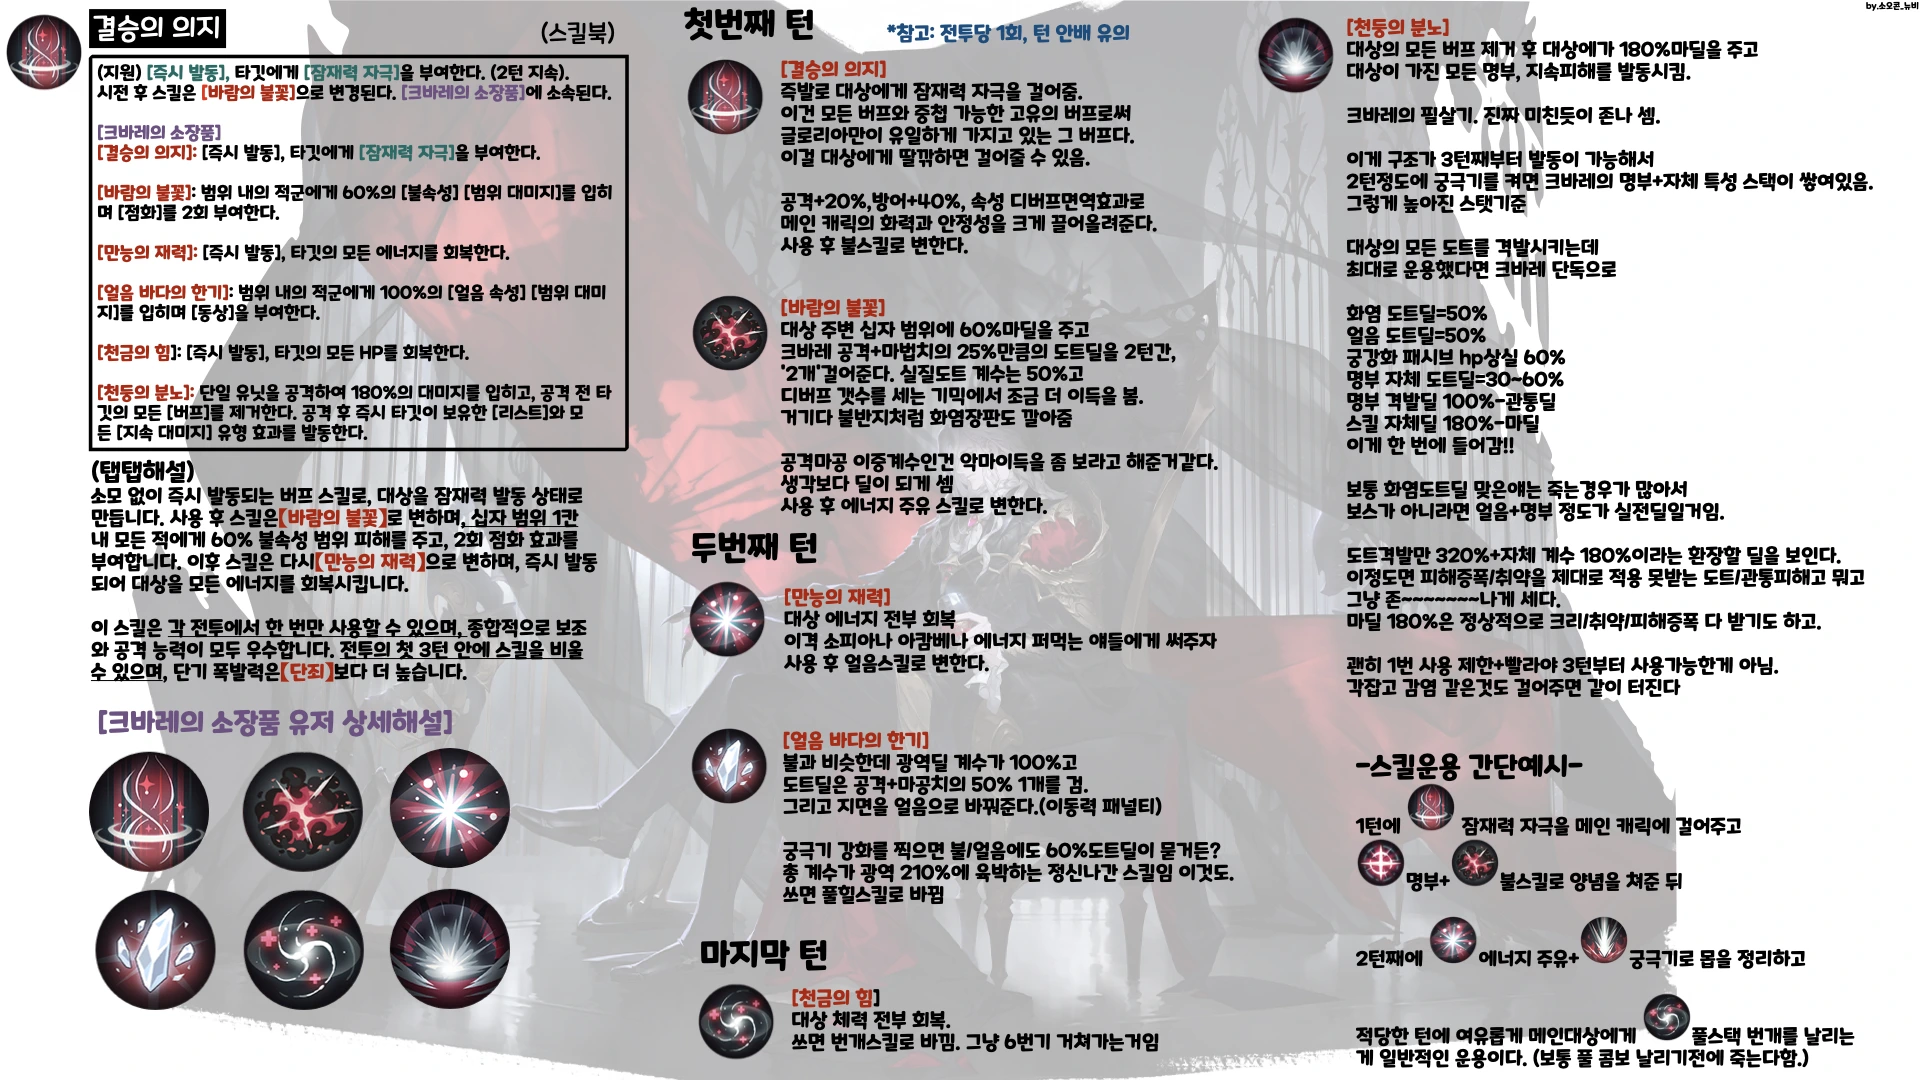 by.소오콘_뉴비
결승의 의지
(스킬북)
(지원) [즉시 발동], 타깃에게 [잠재력 자극]을 부여한다. (2턴 지속).
시전 후 스킬은 [바람의 불꽃]으로 변경된다. [크바레의 소장품]에 소속된다.
[크바레의 소장품]
[결승의 의지]: [즉시 발동], 타깃에게 [잠재력 자극]을 부여한다.
[바람의 불꽃]: 범위 내의 적군에게 60%의 [불속성] [범위 대미지]를 입히
며 [점화]를 2회 부여한다.
[만능의 재력]: [즉시 발동], 타깃의 모든 에너지를 회복한다.
[얼음 바다의 한기]: 범위 내의 적군에게 100%의 [얼음 속성] [범위 대미
지]를 입히며 [동상]을 부여한다.
[천금의 힘]: [즉시 발동], 타깃의 모든 HP를 회복한다.
[천둥의 분노]: 단일 유닛을 공격하여 180%의 대미지를 입히고, 공격 전 타
깃의 모든 [버프]를 제거한다. 공격 후 즉시 타깃이 보유한 [리스트]와 모
든 [지속 대미지] 유형 효과를 발동한다.
(탭탭해설)
소모 없이 즉시 발동되는 버프 스킬로, 대상을 잠재력 발동 상태로
만듭니다. 사용 후 스킬은【바람의 불꽃】로 변하며, 십자 범위 1칸
내 모든 적에게 60% 불속성 범위 피해를 주고, 2회 점화 효과를
부여합니다. 이후 스킬은 다시【만능의 재력】으로 변하며, 즉시 발동
되어 대상을 모든 에너지를 회복시킵니다.
이 스킬은 각 전투에서 한 번만 사용할 수 있으며, 종합적으로 보조
와 공격 능력이 모두 우수합니다. 전투의 첫 3턴 안에 스킬을 비울
수 있으며, 단기 폭발력은【단죄】보다 더 높습니다.
[크바레의 소장품 유저 상세해설]
첫번째 턴
*참고: 전투당 1회, 턴 안배 유의
[결승의 의지]
즉발로 대상에게 잠재력 자극을 걸어줌.
이건 모든 버프와 중첩 가능한 고유의 버프로써
글로리아만이 유일하게 가지고 있는 그 버프다.
이걸 대상에게 딸깍하면 걸어줄 수 있음.
공격+20%,방어+40%, 속성 디버프면역효과로
메인 캐릭의 화력과 안정성을 크게 끌어올려준다.
사용 후 불스킬로 변한다.
[바람의 불꽃]
대상 주변 십자 범위에 60%마딜을 주고
크바레 공격+마법치의 25%만큼의 도트딜을 2턴간,
'2개'걸어준다. 실질도트 계수는 50%고
디버프 갯수를 세는 기믹에서 조금 더 이득을 봄.
거기다 불반지처럼 화염장판도 깔아줌
공격마공 이중계수인건 악마이득을 좀 보라고 해준거같다.
생각보다 딜이 되게 셈
사용 후 에너지 주유 스킬로 변한다.
두번째 턴
[만능의 재력]
대상 에너지 전부 회복
이격 소피아나 아캄베나 에너지 퍼먹는 얘들에게 써주자
사용 후 얼음스킬로 변한다.
[얼음 바다의 한기]
불과 비슷한데 광역딜 계수가 100%고
도트딜은 공격+마공치의 50% 1개를 검.
그리고 지면을 얼음으로 바꿔준다.(이동력 패널티)
궁극기 강화를 찍으면 불/얼음에도 60%도트딜이 묻거든?
총 계수가 광역 210%에 육박하는 정신나간 스킬임 이것도.
쓰면 풀힐스킬로 바뀜
마지막 턴
[천금의 힘]
대상 체력 전부 회복.
쓰면 번개스킬로 바뀜. 그냥 6번기 거쳐가는거임
[천둥의 분노]
대상의 모든 버프 제거 후 대상에가 180%마딜을 주고
대상이 가진 모든 명부, 지속피해를 발동시킴.
크바레의 필살기. 진짜 미친듯이 존나 셈.
이게 구조가 3턴째부터 발동이 가능해서
2턴정도에 궁극기를 켜면 크바레의 명부+자체 특성 스택이 쌓여있음.
그렇게 높아진 스탯기준
대상의 모든 도트를 격발시키는데
최대로 운용했다면 크바레 단독으로
화염 도트딜=50%
얼음 도트딜=50%
궁강화 패시브 hp상실 60%
명부 자체 도트딜=30~60%
명부 격발딜 100%-관통딜
스킬 자체딜 180%-마딜
이게 한 번에 들어감!!
보통 화염도트딜 맞은얘는 죽는경우가 많아서
보스가 아니라면 얼음+명부 정도가 실전딜일거임.
도트격발만 320%+자체 계수 180%이라는 환장할 딜을 보인다.
이정도면 피해증폭/취약을 제대로 적용 못받는 도트/관통피해고 뭐고
그냥 존~~~~~~~나게 세다.
마딜 180%은 정상적으로 크리/취약/피해증폭 다 받기도 하고.
괜히 1번 사용 제한+빨라야 3턴부터 사용가능한게 아님.
각잡고 감염 같은것도 걸어주면 같이 터진다
-스킬운용 간단예시-
1턴에 잠재력 자극을 메인 캐릭에 걸어주고
명부+ 불스킬로 양념을 쳐준 뒤
2턴째에 에너지 주유+ 궁극기로 몹을 정리하고
적당한 턴에 여유롭게 메인대상에게 풀스택 번개를 날리는
게 일반적인 운용이다. (보통 풀 콤보 날리기전에 죽는다함.)